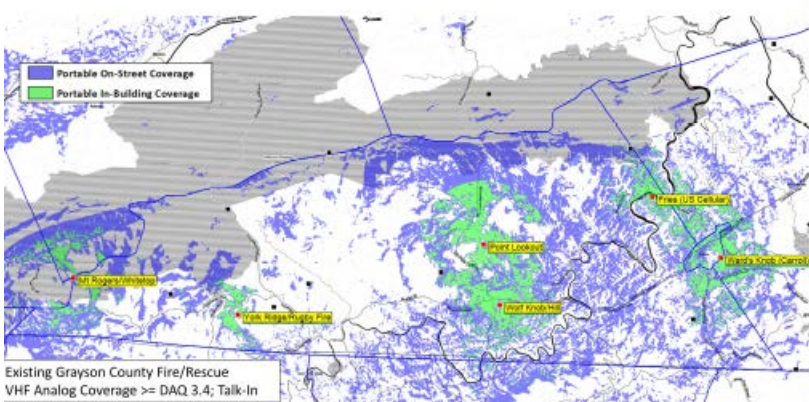 Portable On-Street Coverage
Portable In-Building Coverage
Fries (US Cellular)
Point Lookout
Ward's Knob (Carroll
Mt Rogers/Whitetop
Wolf Knob/Hill
York Ridge/Rugby Fire
Existing Grayson County Fire/Rescue
VHF Analog Coverage >= DAQ 3.4; Talk-In